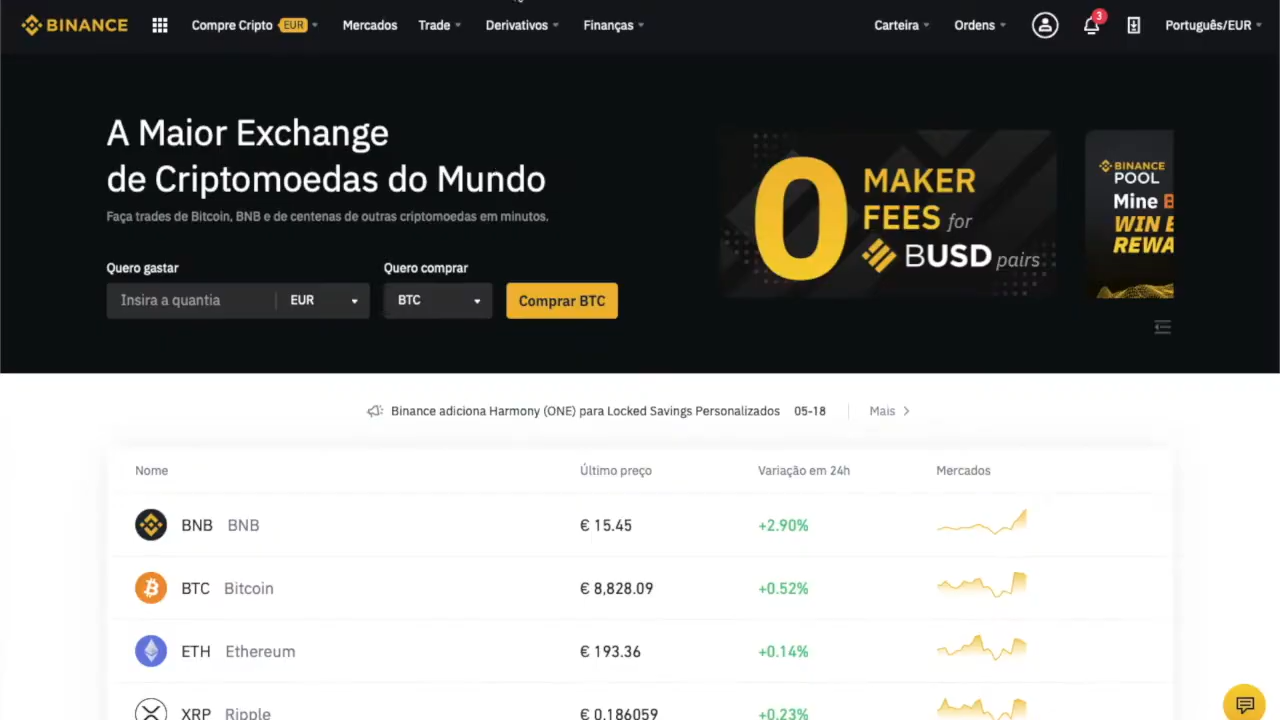 BINANCE
Compre Cripto EUR
Mercados
Trade
Derivativos
Finanças
Carteira
Ordens
3
Português/EUR
A Maior Exchange
de Criptomoedas do Mundo
Faça trades de Bitcoin, BNB e de centenas de outras criptomoedas em minutos.
Quero gastar
Quero comprar
Insira a quantia
EUR
BTC
Comprar BTC
0 MAKER
FEES for
BUSD pairs
BINANCE
POOL
Mine
WIN
REWA
Binance adiciona Harmony (ONE) para Locked Savings Personalizados 05-18
Mais
Nome Último preço Variação em 24h Mercados
BNB BNB € 15.45 +2.90%
BTC Bitcoin € 8,828.09 +0.52%
ETH Ethereum € 193.36 +0.14%
XRP Ripple € 0.186059 +0.23%